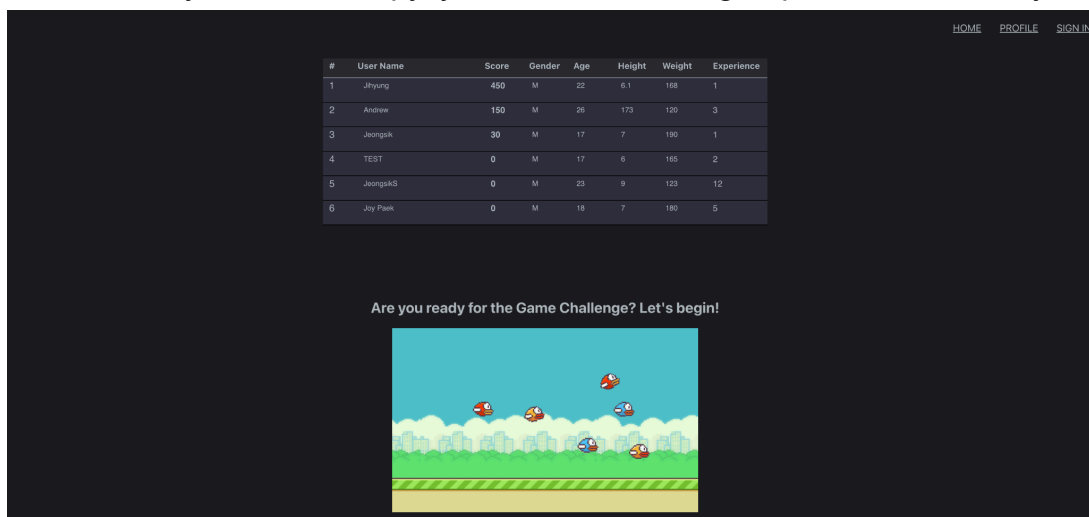 HOME PROFILE SIGN IN
# User Name Score Gender Age Height Weight Experience
1 Jihyung 450 M 22 6.1 168 1
2 Andrew 150 M 26 173 120 3
3 Jeongsik 30 M 17 7 190 1
4 TEST 0 M 17 6 165 2
5 JeongsikS 0 M 23 9 123 12
6 Joy Paek 0 M 18 7 180 5
Are you ready for the Game Challenge? Let's begin!